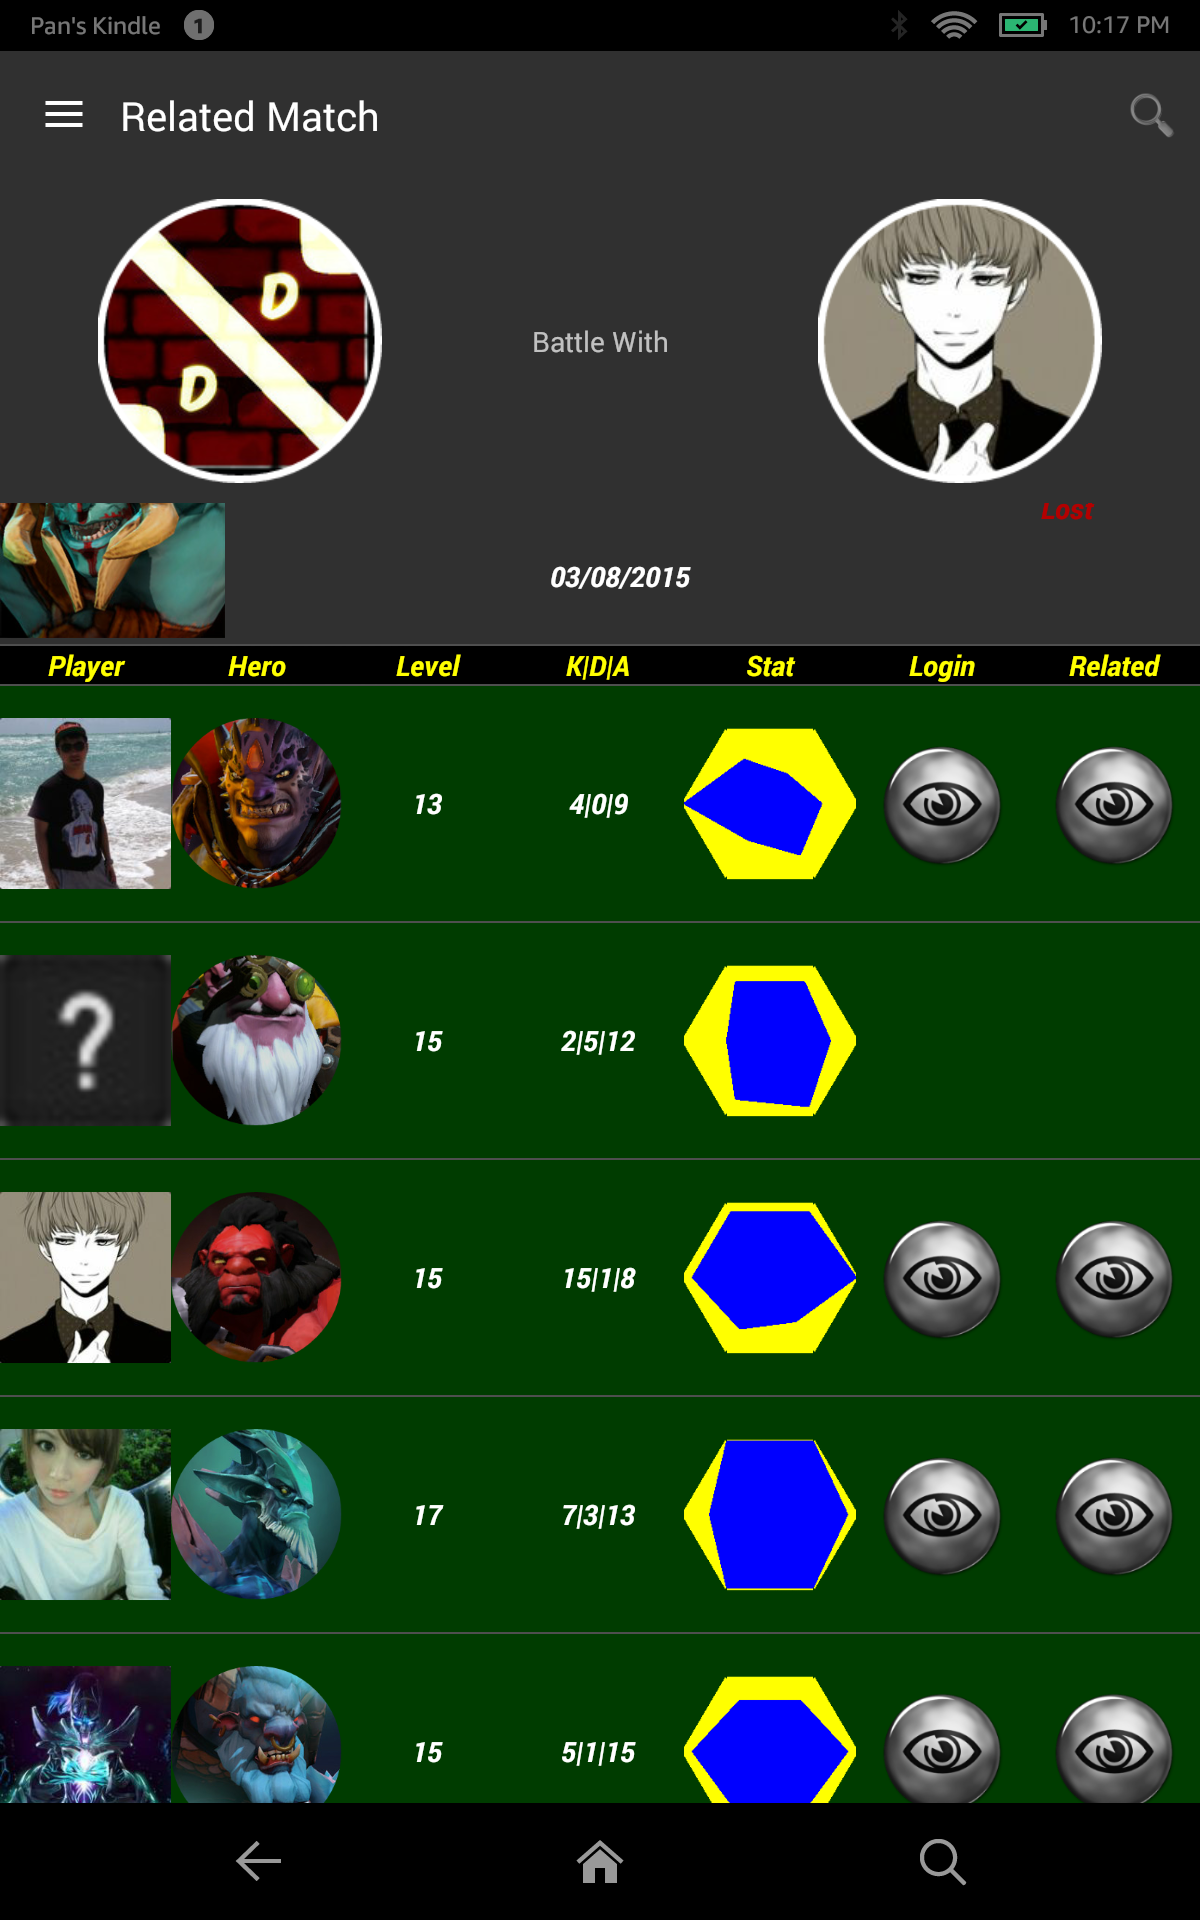 Pan's Kindle 1 10:17 PM
Related Match
D
D
Battle With
Lost
03/08/2015
Player Hero Level K|D|A Stat Login Related
13 4|0|9
?
15 2|5|12
15 15|1|8
17 7|3|13
15 5|1|15